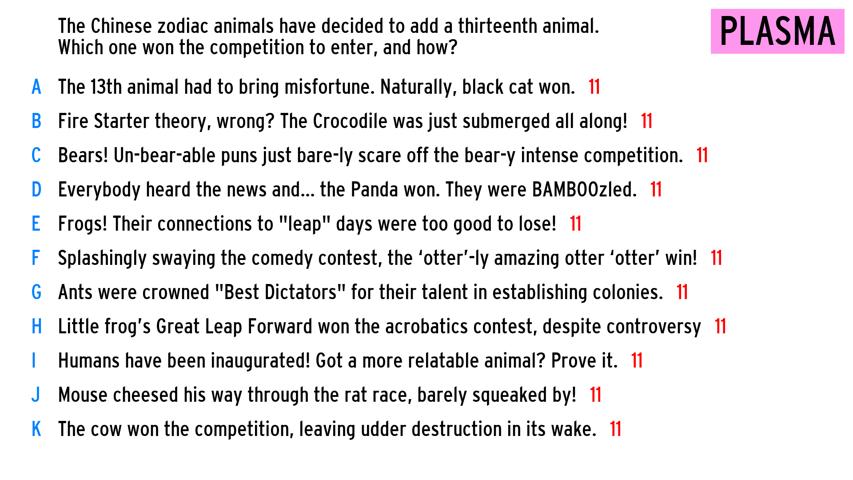 The Chinese zodiac animals have decided to add a thirteenth animal.
Which one won the competition to enter, and how?
PLASMA
A The 13th animal had to bring misfortune. Naturally, black cat won. 11
B Fire Starter theory, wrong? The Crocodile was just submerged all along! 11
C Bears! Un-bear-able puns just bare-ly scare off the bear-y intense competition. 11
D Everybody heard the news and... the Panda won. They were BAMBOOzled. 11
E Frogs! Their connections to "leap" days were too good to lose! 11
F Splashingly swaying the comedy contest, the ‘otter’-ly amazing otter ‘otter’ win! 11
G Ants were crowned "Best Dictators" for their talent in establishing colonies. 11
H Little frog’s Great Leap Forward won the acrobatics contest, despite controversy 11
I Humans have been inaugurated! Got a more relatable animal? Prove it. 11
J Mouse cheesed his way through the rat race, barely squeaked by! 11
K The cow won the competition, leaving udder destruction in its wake. 11